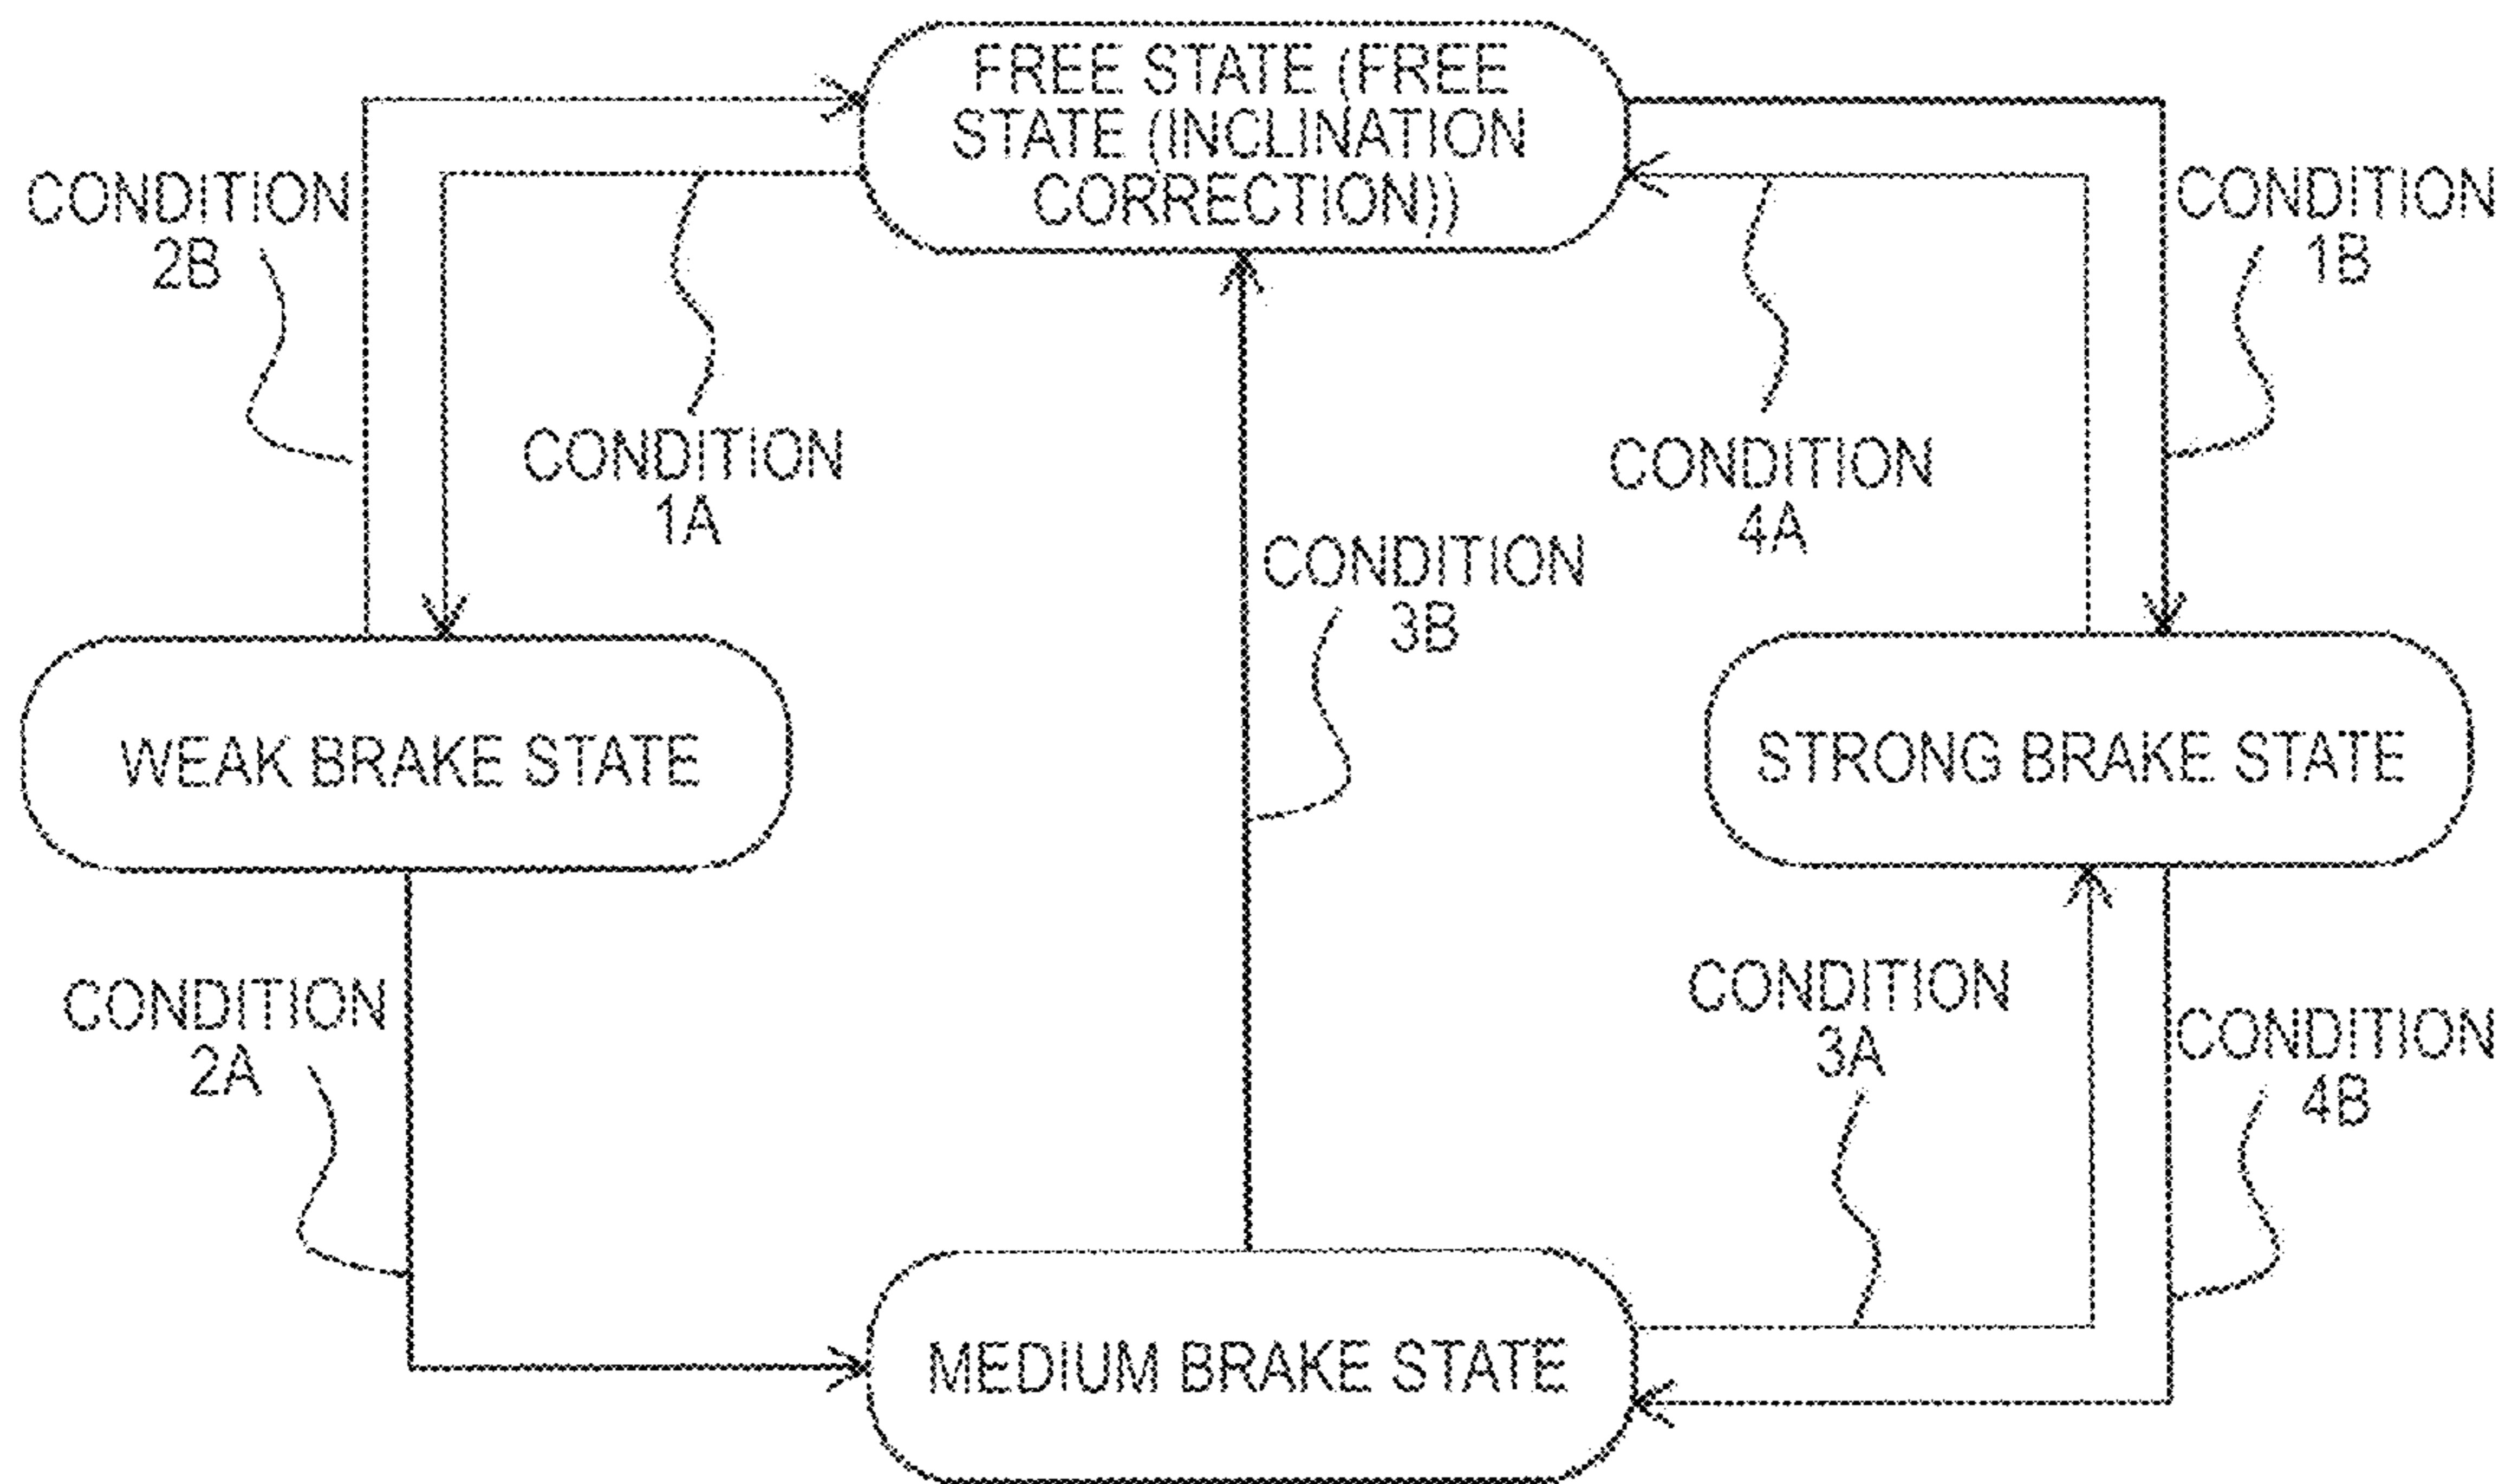 FREE STATE (FREE
STATE (INCLINATION
CORRECTION))
CONDITION
2B
CONDITION
1B
CONDITION
1A
CONDITION
4A
CONDITION
3B
WEAK BRAKE STATE
STRONG BRAKE STATE
CONDITION
2A
CONDITION
3A
CONDITION
4B
MEDIUM BRAKE STATE